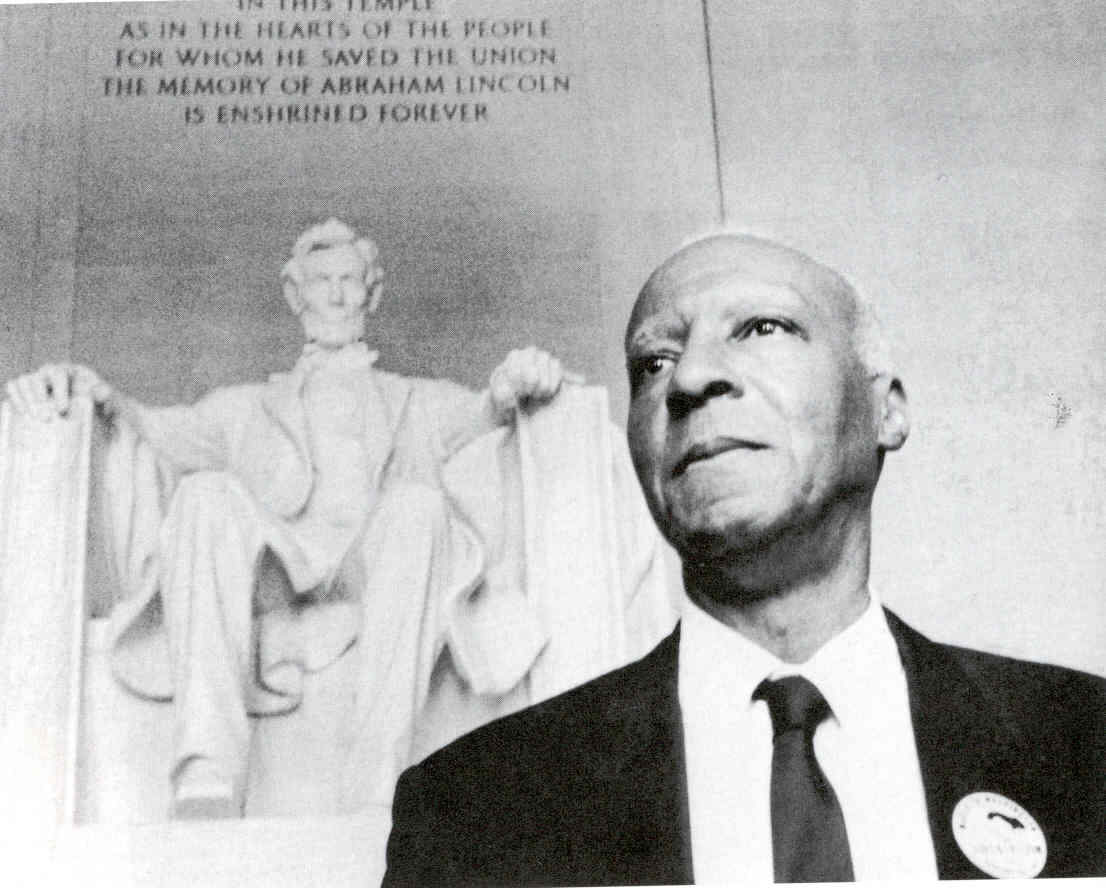 IN THIS TEMPLE
AS IN THE HEARTS OF THE PEOPLE
FOR WHOM HE SAVED THE UNION
THE MEMORY OF ABRAHAM LINCOLN
IS ENSHRINED FOREVER